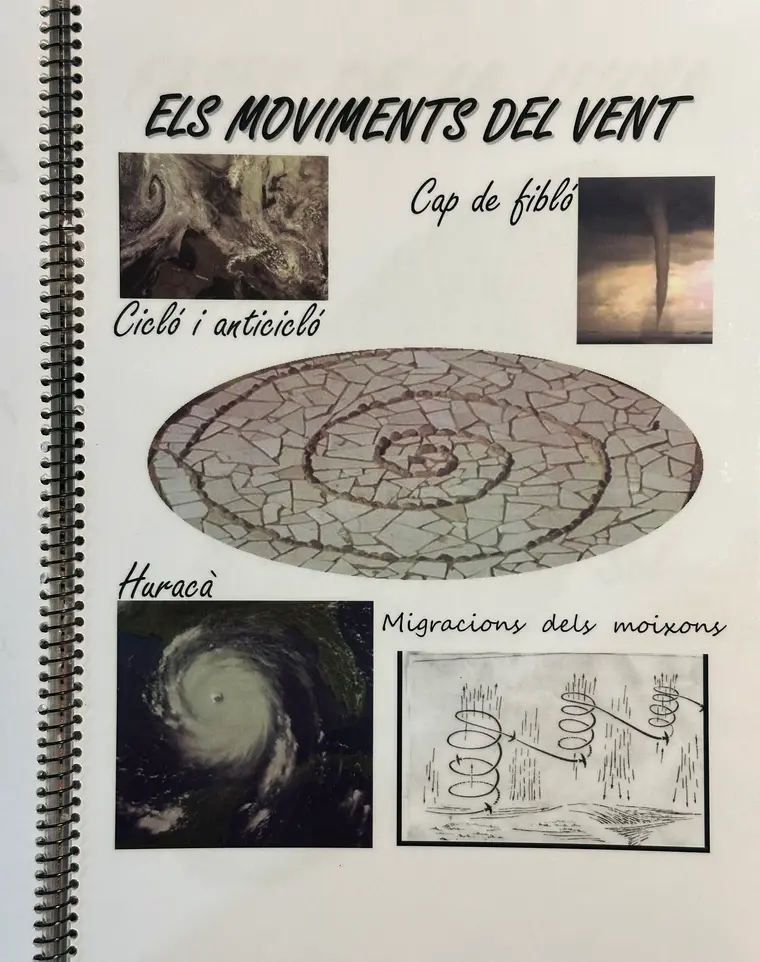 ELS MOVIMENTS DEL VENT
Cap de fibló
Cicló i anticicló
Huracà
Migracions dels moixons